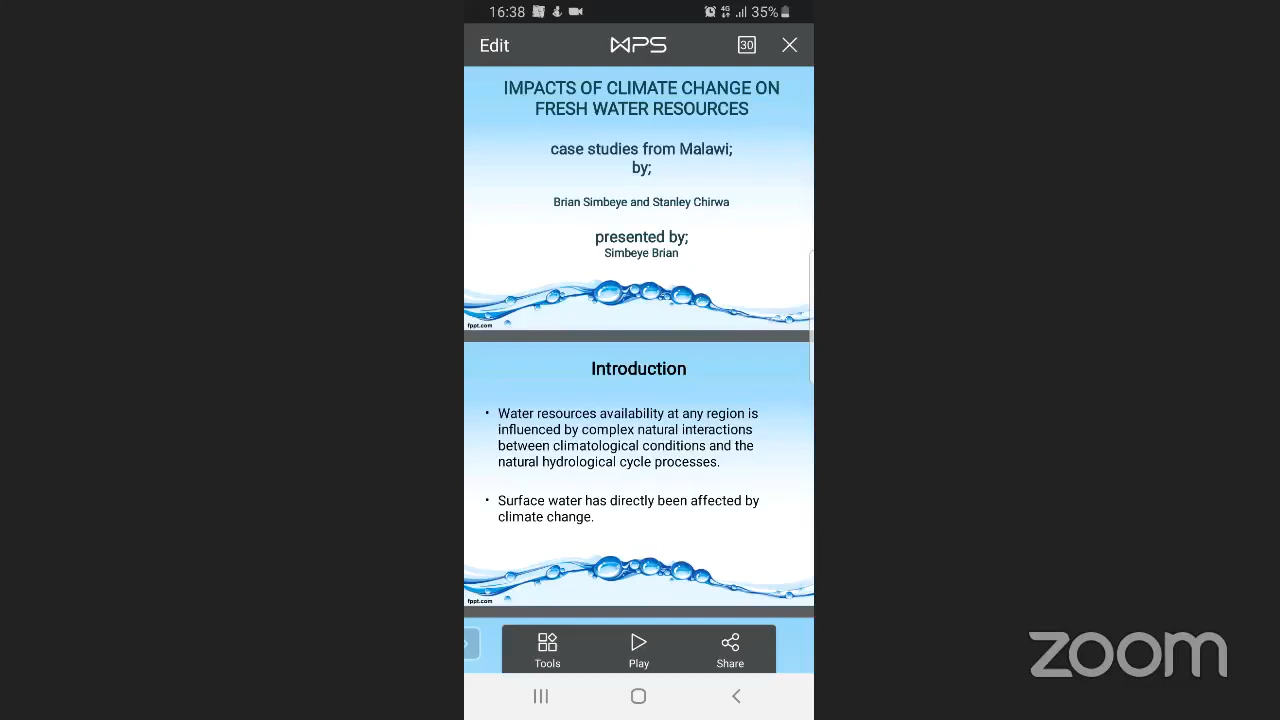 16:38
4G
35%
Edit
WPS
30
IMPACTS OF CLIMATE CHANGE ON
FRESH WATER RESOURCES
case studies from Malawi;
by;
Brian Simbeye and Stanley Chirwa
presented by;
Simbeye Brian
fppt.com
Introduction
• Water resources availability at any region is
influenced by complex natural interactions
between climatological conditions and the
natural hydrological cycle processes.
• Surface water has directly been affected by
climate change.
fppt.com
Tools
Play
Share
zoom